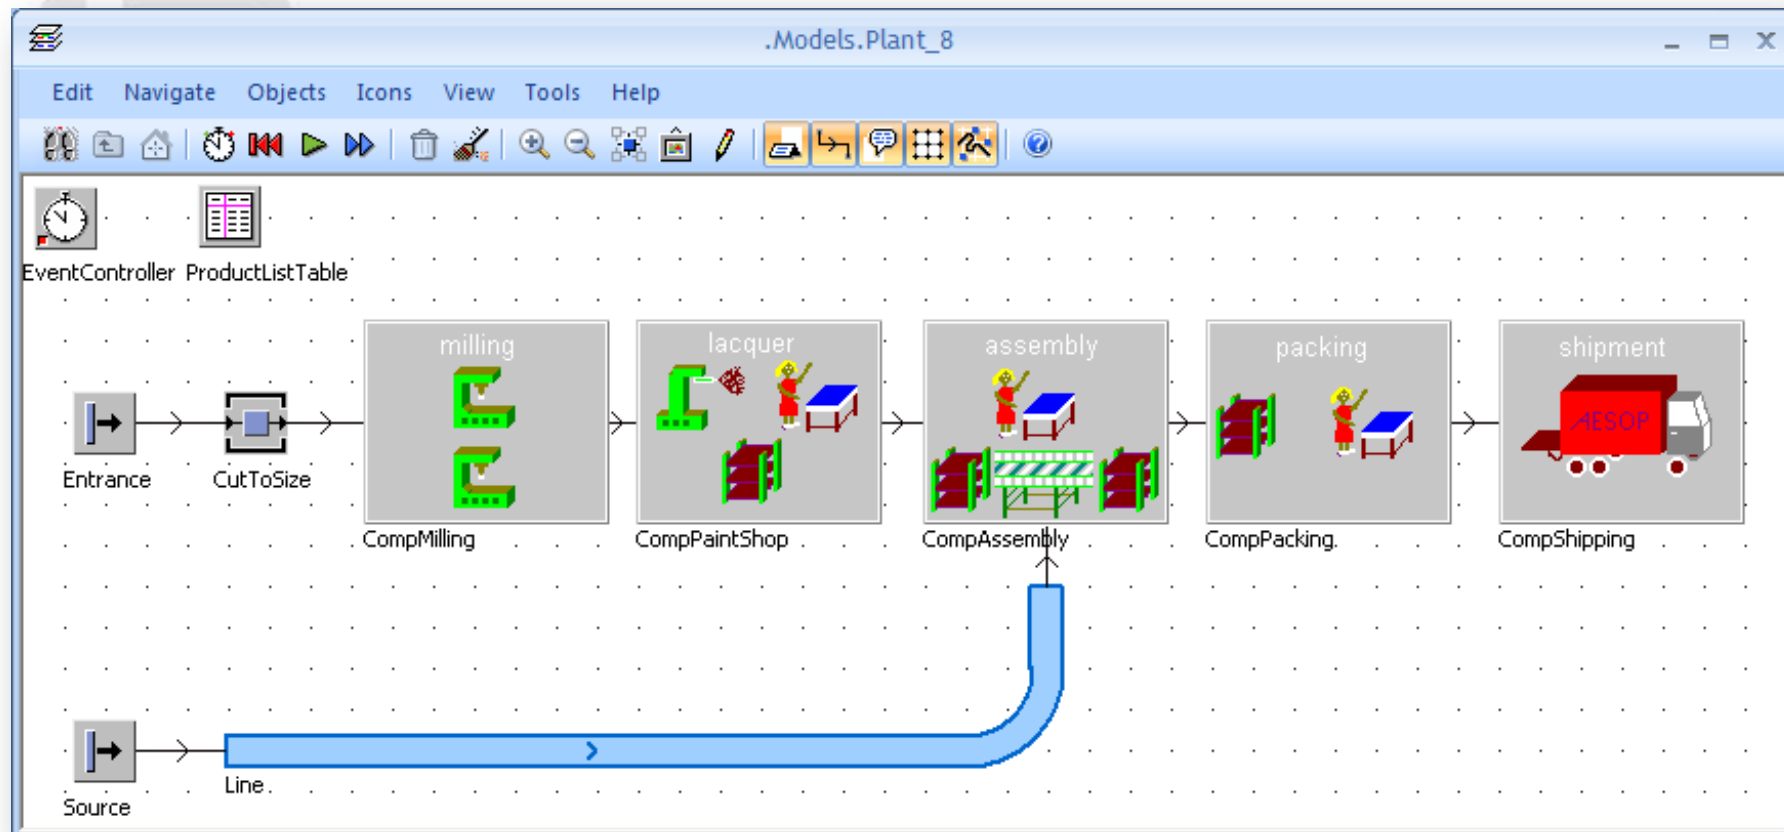 .Models.Plant_8
Edit Navigate Objects Icons View Tools Help
EventController ProductListTable
milling lacquer assembly packing shipment
AESOP
Entrance CutToSize
CompMilling CompPaintShop CompAssembly CompPacking CompShipping
Line
Source